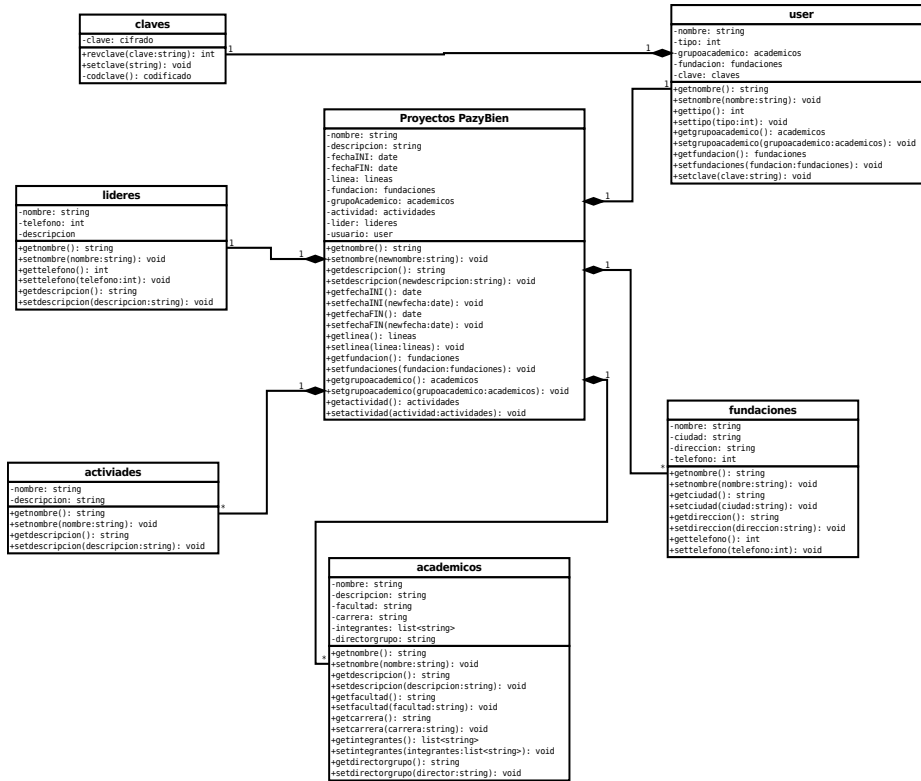 claves
-clave: cifrado
+revclave(clave:string): int
+setclave(string): void
-codclave(): codificado
1
1
user
-nombre: string
-tipo: int
-grupoacademico: academicos
-fundacion: fundaciones
-clave: claves
+getnombre(): string
+setnombre(nombre:string): void
+gettipo(): int
+settipo(tipo:int): void
+getgrupoacademico(): academicos
+setgrupoacademico(grupoacademico:academicos): void
+getfundacion(): fundaciones
+setfundaciones(fundacion:fundaciones): void
+setclave(clave:string): void
1
Proyectos PazyBien
-nombre: string
-descripcion: string
-fechaINI: date
-fechaFIN: date
-linea: lineas
-fundacion: fundaciones
-grupoAcademico: academicos
-actividad: actividades
-lider: lideres
-usuario: user
+getnombre(): string
+setnombre(newnombre:string): void
+getdescripcion(): string
+setdescripcion(newdescripcion:string): void
+getfechaINI(): date
+setfechaINI(newfecha:date): void
+getfechaFIN(): date
+setfechaFIN(newfecha:date): void
+getlinea(): lineas
+setlinea(linea:lineas): void
+getfundacion(): fundaciones
+setfundaciones(fundacion:fundaciones): void
+getgrupoacademico(): academicos
+setgrupoacademico(grupoacademico:academicos): void
+getactividad(): actividades
+setactividad(actividad:actividades): void
1
1
1
1
1
lideres
-nombre: string
-telefono: int
-descripcion
+getnombre(): string
+setnombre(nombre:string): void
+gettelefono(): int
+settelefono(telefono:int): void
+getdescripcion(): string
+setdescripcion(descripcion:string): void
1
activiades
-nombre: string
-descripcion: string
+getnombre(): string
+setnombre(nombre:string): void
+getdescripcion(): string
+setdescripcion(descripcion:string): void
*
fundaciones
-nombre: string
-ciudad: string
-direccion: string
-telefono: int
+getnombre(): string
+setnombre(nombre:string): void
+getciudad(): string
+setciudad(ciudad:string): void
+getdireccion(): string
+setdireccion(direccion:string): void
+gettelefono(): int
+settelefono(telefono:int): void
*
academicos
-nombre: string
-descripcion: string
-facultad: string
-carrera: string
-integrantes: list<string>
-directorgrupo: string
+getnombre(): string
+setnombre(nombre:string): void
+getdescripcion(): string
+setdescripcion(descripcion:string): void
+getfacultad(): string
+setfacultad(facultad:string): void
+getcarrera(): string
+setcarrera(carrera:string): void
+getintegrantes(): list<string>
+setintegrantes(integrantes:list<string>): void
+getdirectorgrupo(): string
+setdirectorgrupo(director:string): void
*